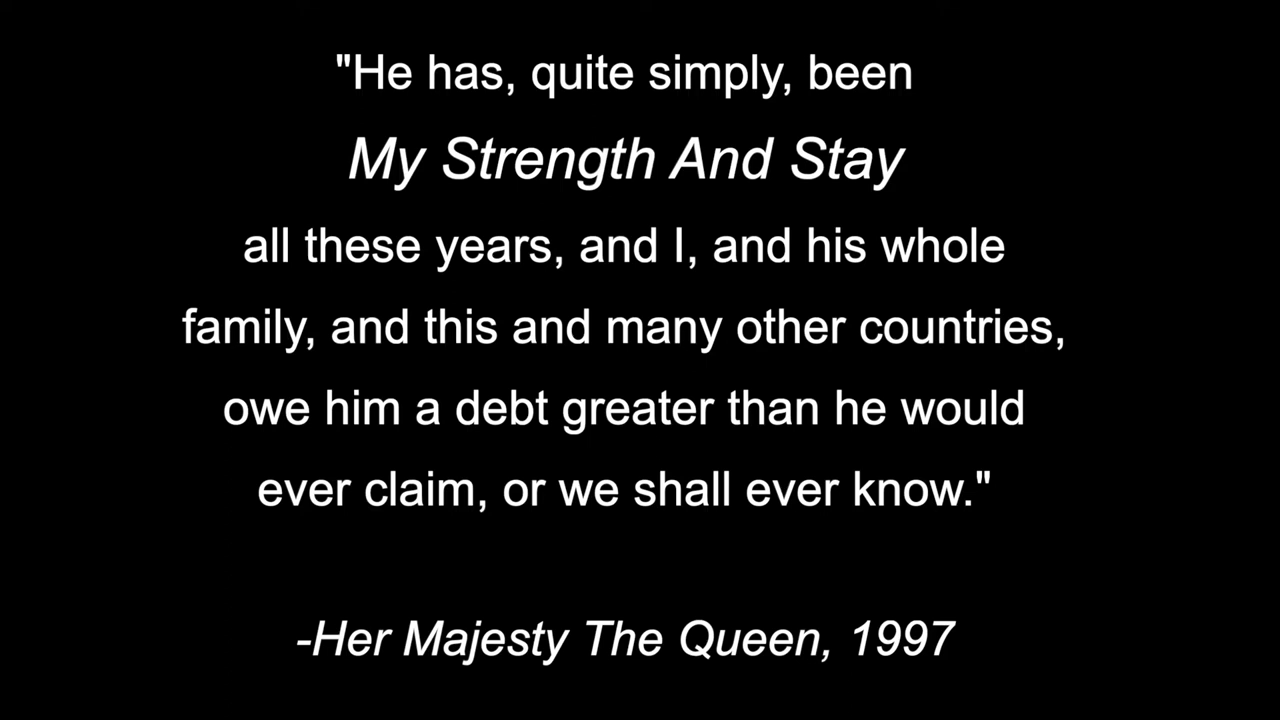 "He has, quite simply, been
My Strength And Stay
all these years, and I, and his whole
family, and this and many other countries,
owe him a debt greater than he would
ever claim, or we shall ever know."
-Her Majesty The Queen, 1997